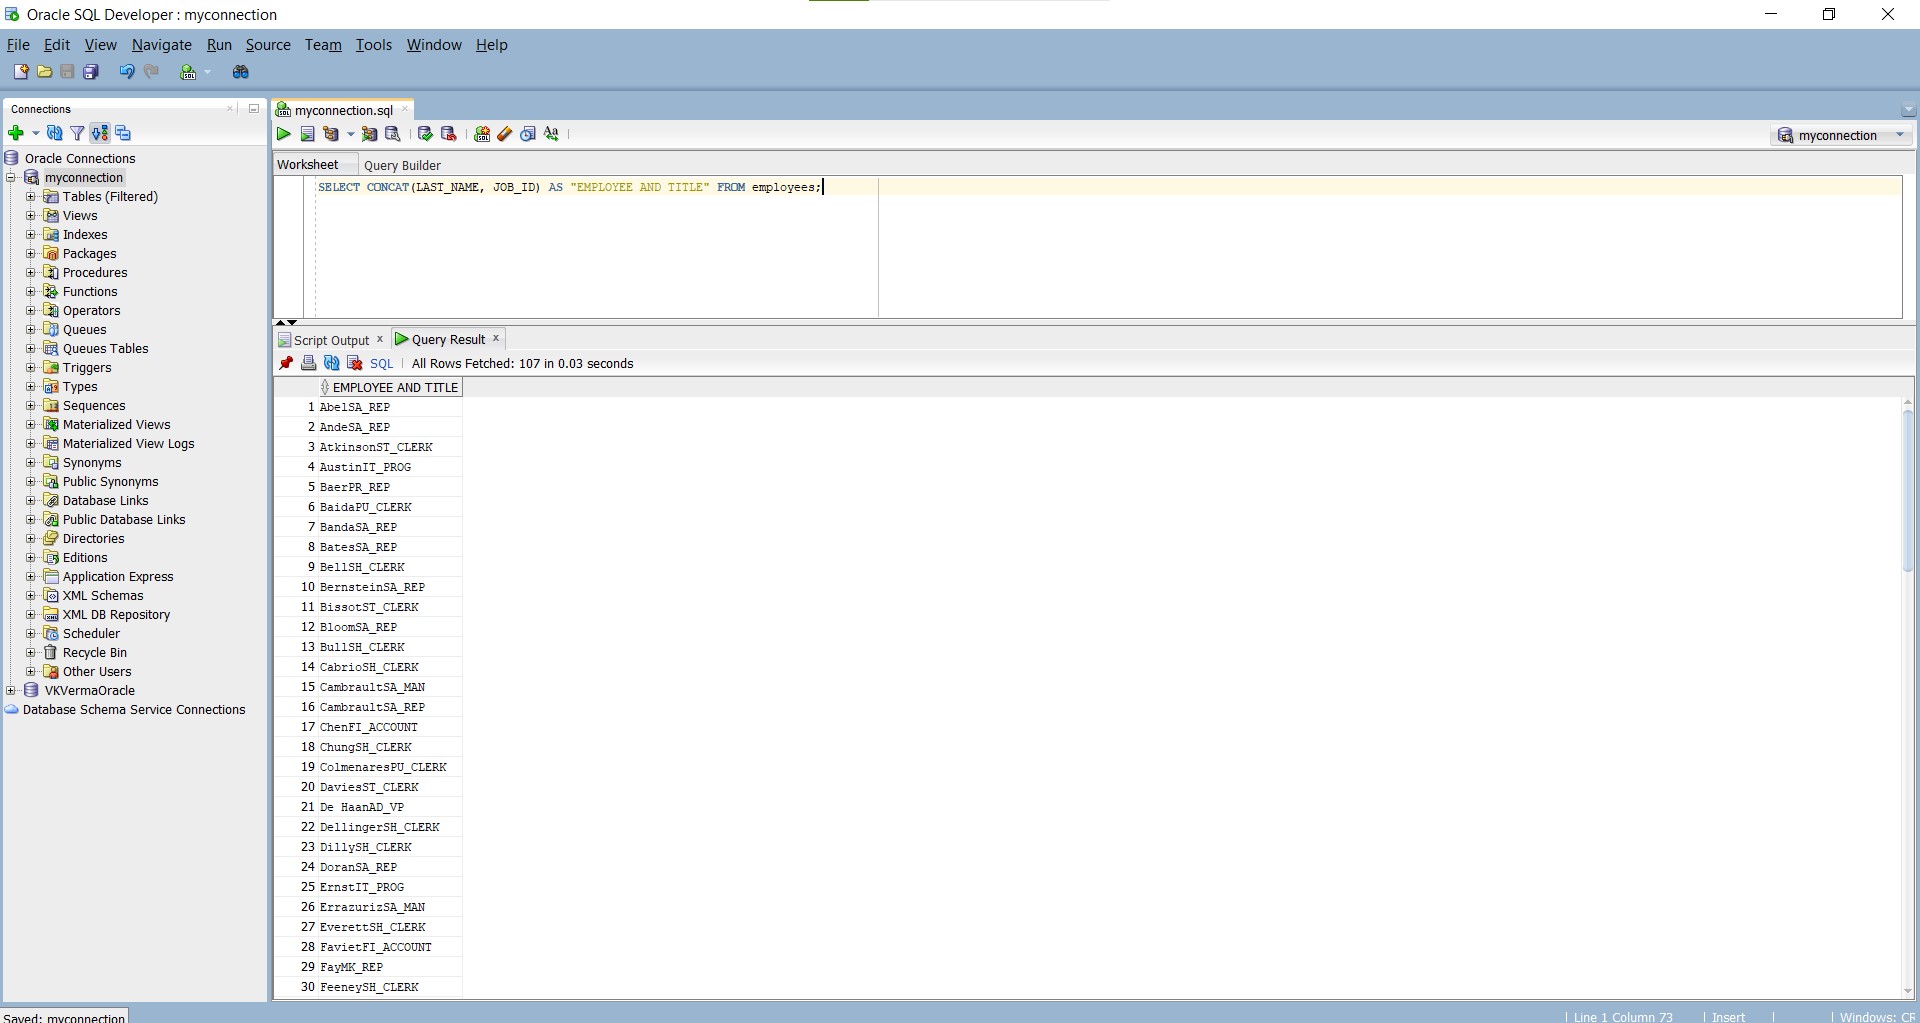 Oracle SQL Developer : myconnection
File Edit View Navigate Run Source Team Tools Window Help
Connections
Oracle Connections
myconnection
Tables (Filtered)
Views
Indexes
Packages
Procedures
Functions
Operators
Queues
Queues Tables
Triggers
Types
Sequences
Materialized Views
Materialized View Logs
Synonyms
Public Synonyms
Database Links
Public Database Links
Directories
Editions
Application Express
XML Schemas
XML DB Repository
Scheduler
Recycle Bin
Other Users
VKVermaOracle
Database Schema Service Connections
myconnection.sql
myconnection
Worksheet Query Builder
SELECT CONCAT(LAST_NAME, JOB_ID) AS "EMPLOYEE AND TITLE" FROM employees;
Script Output x Query Result x
SQL All Rows Fetched: 107 in 0.03 seconds
EMPLOYEE AND TITLE
1 AbelSA_REP
2 AndeSA_REP
3 AtkinsonST_CLERK
4 AustinIT_PROG
5 BaerPR_REP
6 BaidaPU_CLERK
7 BandaSA_REP
8 BatesSA_REP
9 BellSH_CLERK
10 BernsteinSA_REP
11 BissotST_CLERK
12 BloomSA_REP
13 BullSH_CLERK
14 CabrioSH_CLERK
15 CambraultSA_MAN
16 CambraultSA_REP
17 ChenFI_ACCOUNT
18 ChungSH_CLERK
19 ColmenaresPU_CLERK
20 DaviesST_CLERK
21 De HaanAD_VP
22 DellingerSH_CLERK
23 DillySH_CLERK
24 DoranSA_REP
25 ErnstIT_PROG
26 ErrazurizSA_MAN
27 EverettSH_CLERK
28 FavietFI_ACCOUNT
29 FayMK_REP
30 FeeneySH_CLERK
Saved: myconnection
Line 1 Column 73 Insert Windows: CR